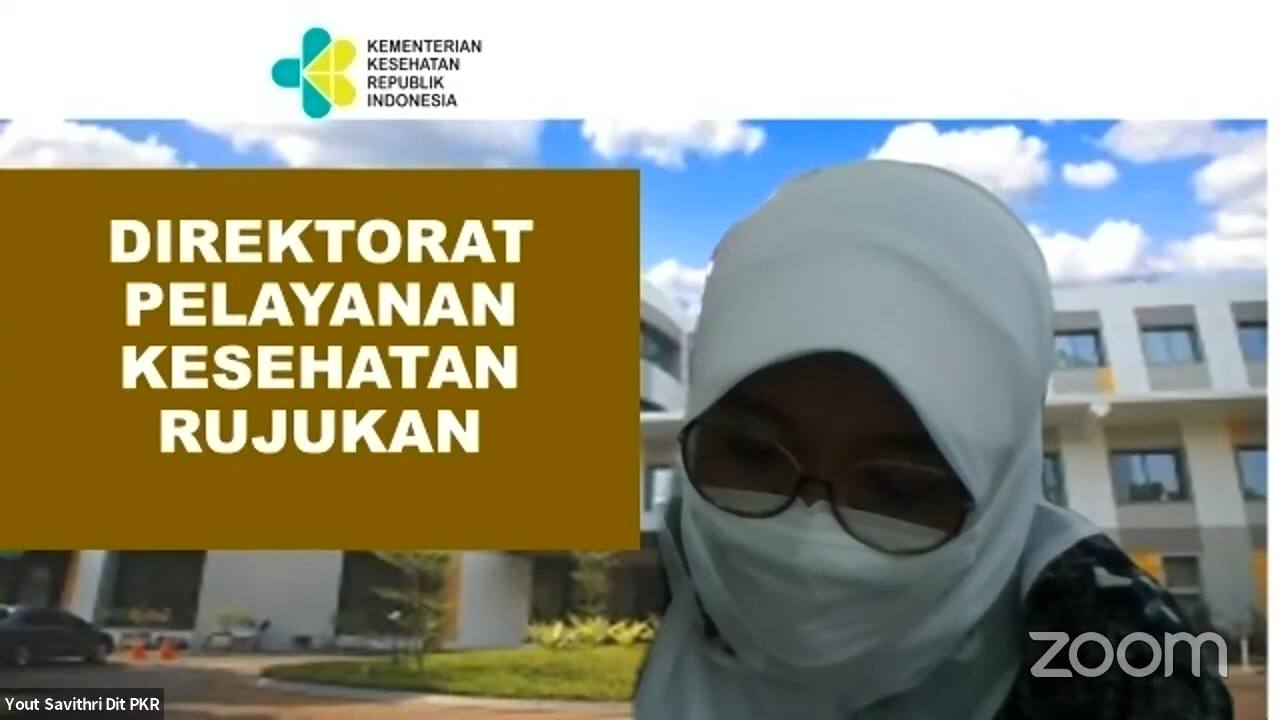 KEMENTERIAN
KESEHATAN
REPUBLIK
INDONESIA
DIREKTORAT
PELAYANAN
KESEHATAN
RUJUKAN
zoom
Yout Savithri Dit PKR